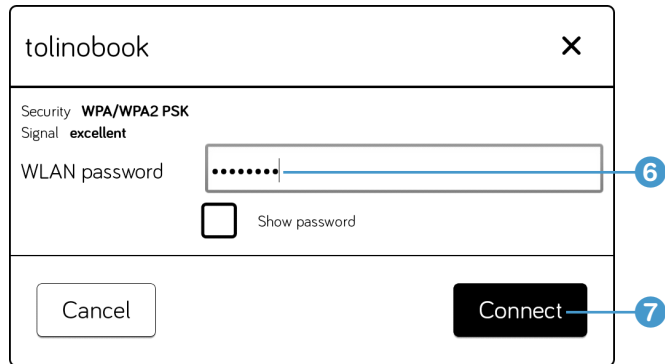 tolinobook
Security WPA/WPA2 PSK
Signal excellent
WLAN password •••••••• 6
Show password
Cancel Connect 7